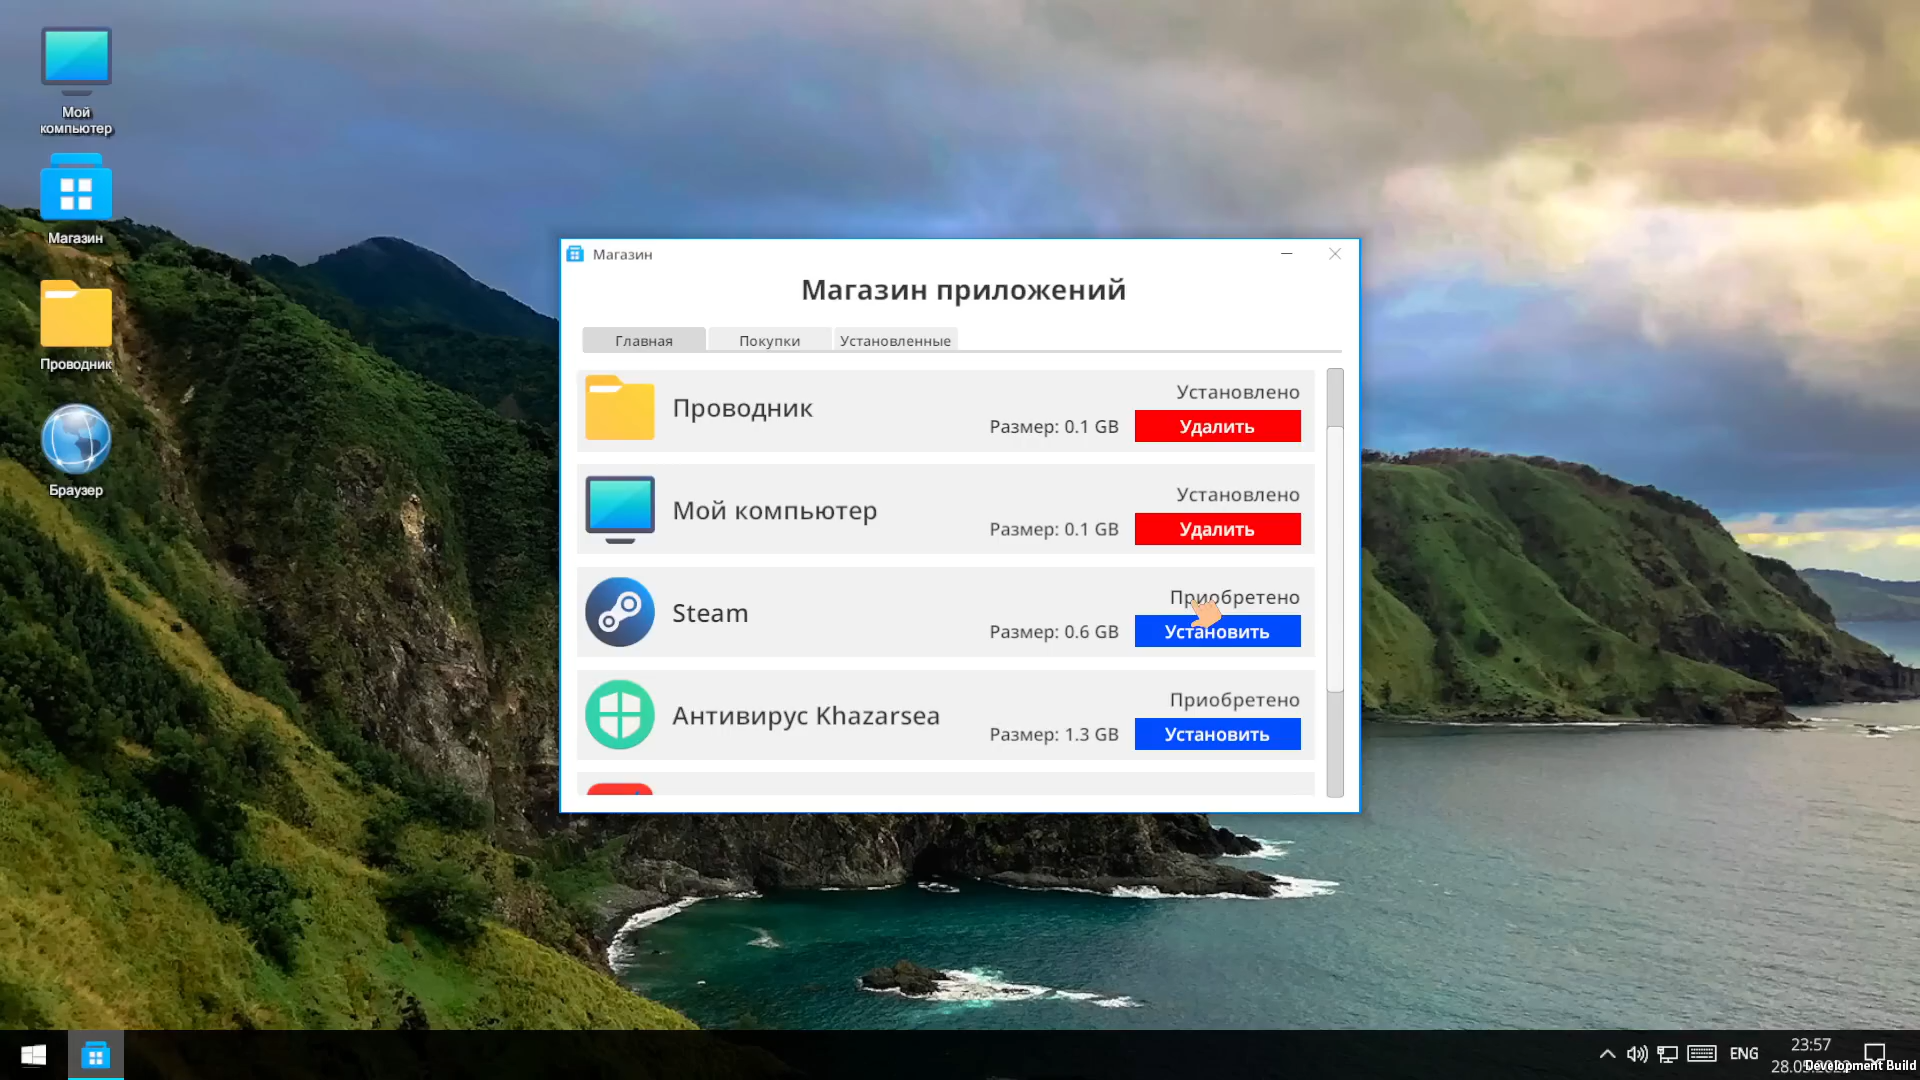 Мой
компьютер
Магазин
Проводник
Браузер
Магазин
Магазин приложений
Главная
Покупки
Установленные
Проводник
Установлено
Размер: 0.1 GB
Удалить
Мой компьютер
Установлено
Размер: 0.1 GB
Удалить
Steam
Приобретено
Размер: 0.6 GB
Установить
Антивирус Khazarsea
Приобретено
Размер: 1.3 GB
Установить
ENG
23:57
Development Build